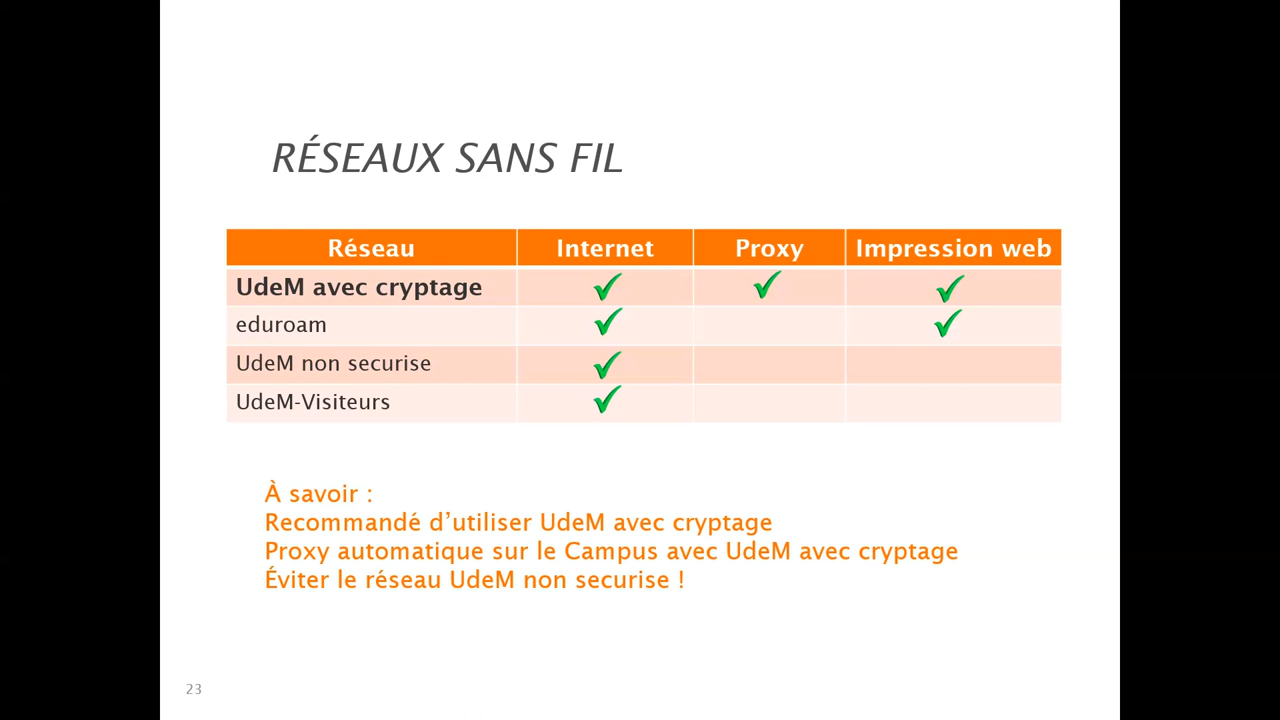 RÉSEAUX SANS FIL
Réseau Internet Proxy Impression web
UdeM avec cryptage ✓ ✓ ✓
eduroam ✓ ✓
UdeM non securise ✓
UdeM-Visiteurs ✓
À savoir :
Recommandé d’utiliser UdeM avec cryptage
Proxy automatique sur le Campus avec UdeM avec cryptage
Éviter le réseau UdeM non securise !
23